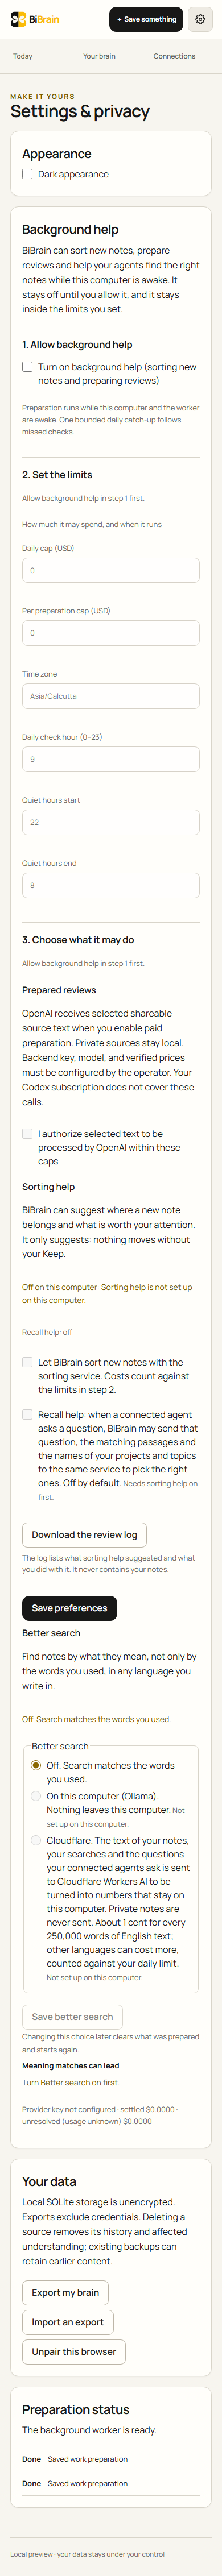 BiBrain
+ Save something
Today
Your brain
Connections
MAKE IT YOURS
Settings & privacy
Appearance
Dark appearance
Background help
BiBrain can sort new notes, prepare
reviews and help your agents find the right
notes while this computer is awake. It
stays off until you allow it, and it stays
inside the limits you set.
1. Allow background help
Turn on background help (sorting new
notes and preparing reviews)
Preparation runs while this computer and the worker
are awake. One bounded daily catch-up follows
missed checks.
2. Set the limits
Allow background help in step 1 first.
How much it may spend, and when it runs
Daily cap (USD)
0
Per preparation cap (USD)
0
Time zone
Asia/Calcutta
Daily check hour (0–23)
9
Quiet hours start
22
Quiet hours end
8
3. Choose what it may do
Allow background help in step 1 first.
Prepared reviews
OpenAI receives selected shareable
source text when you enable paid
preparation. Private sources stay local.
Backend key, model, and verified prices
must be configured by the operator. Your
Codex subscription does not cover these
calls.
I authorize selected text to be
processed by OpenAI within these
caps
Sorting help
BiBrain can suggest where a new note
belongs and what is worth your attention.
It only suggests: nothing moves without
your Keep.
Off on this computer: Sorting help is not set up
on this computer.
Recall help: off
Let BiBrain sort new notes with the
sorting service. Costs count against
the limits in step 2.
Recall help: when a connected agent
asks a question, BiBrain may send that
question, the matching passages and
the names of your projects and topics
to the same service to pick the right
ones. Off by default. Needs sorting help on
first.
Download the review log
The log lists what sorting help suggested and what
you did with it. It never contains your notes.
Save preferences
Better search
Find notes by what they mean, not only by
the words you used, in any language you
write in.
Off. Search matches the words you used.
Better search
Off. Search matches the words
you used.
On this computer (Ollama).
Nothing leaves this computer. Not
set up on this computer.
Cloudflare. The text of your notes,
your searches and the questions
your connected agents ask is sent
to Cloudflare Workers AI to be
turned into numbers that stay on
this computer. Private notes are
never sent. About 1 cent for every
250,000 words of English text;
other languages can cost more,
counted against your daily limit.
Not set up on this computer.
Save better search
Changing this choice later clears what was prepared
and starts again.
Meaning matches can lead
Turn Better search on first.
Provider key not configured · settled $0.0000 ·
unresolved (usage unknown) $0.0000
Your data
Local SQLite storage is unencrypted.
Exports exclude credentials. Deleting a
source removes its history and affected
understanding; existing backups can
retain earlier content.
Export my brain
Import an export
Unpair this browser
Preparation status
The background worker is ready.
Done Saved work preparation
Done Saved work preparation
Local preview · your data stays under your control